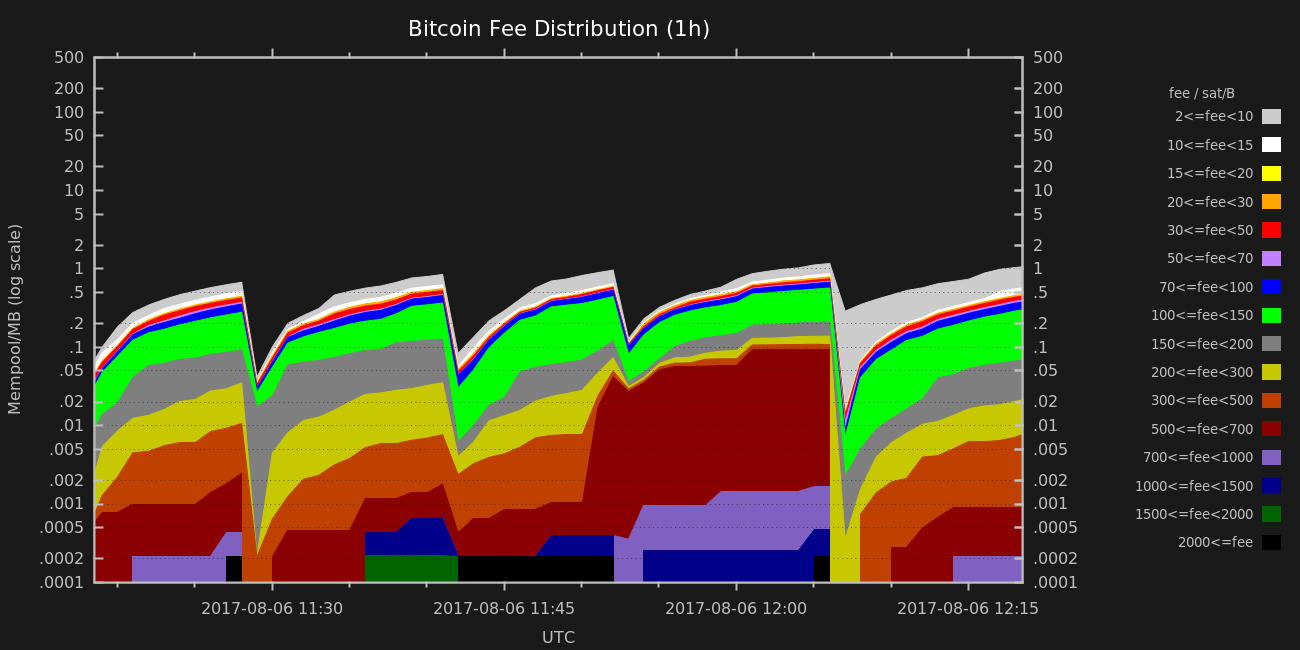 Bitcoin Fee Distribution (1h)
500 500
200 200
100 100
50 50
20 20
10 10
5 5
2 2
1 1
.5 .5
.2 .2
.1 .1
.05 .05
.02 .02
.01 .01
.005 .005
.002 .002
.001 .001
.0005 .0005
.0002 .0002
.0001 .0001
Mempool/MB (log scale)
2017-08-06 11:30 2017-08-06 11:45 2017-08-06 12:00 2017-08-06 12:15
UTC
fee / sat/B
2<=fee<10
10<=fee<15
15<=fee<20
20<=fee<30
30<=fee<50
50<=fee<70
70<=fee<100
100<=fee<150
150<=fee<200
200<=fee<300
300<=fee<500
500<=fee<700
700<=fee<1000
1000<=fee<1500
1500<=fee<2000
2000<=fee